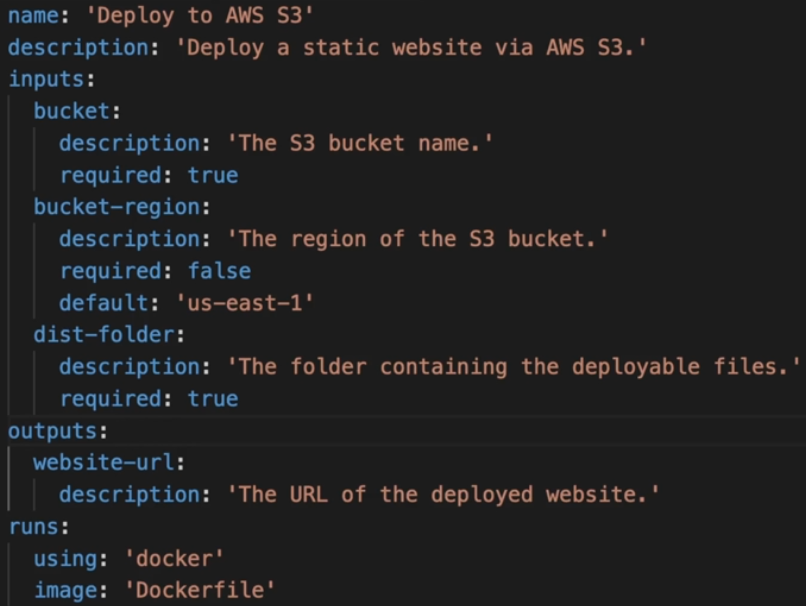 name: 'Deploy to AWS S3'
description: 'Deploy a static website via AWS S3.'
inputs:
  bucket:
    description: 'The S3 bucket name.'
    required: true
  bucket-region:
    description: 'The region of the S3 bucket.'
    required: false
    default: 'us-east-1'
  dist-folder:
    description: 'The folder containing the deployable files.'
    required: true
outputs:
  website-url:
    description: 'The URL of the deployed website.'
runs:
  using: 'docker'
  image: 'Dockerfile'